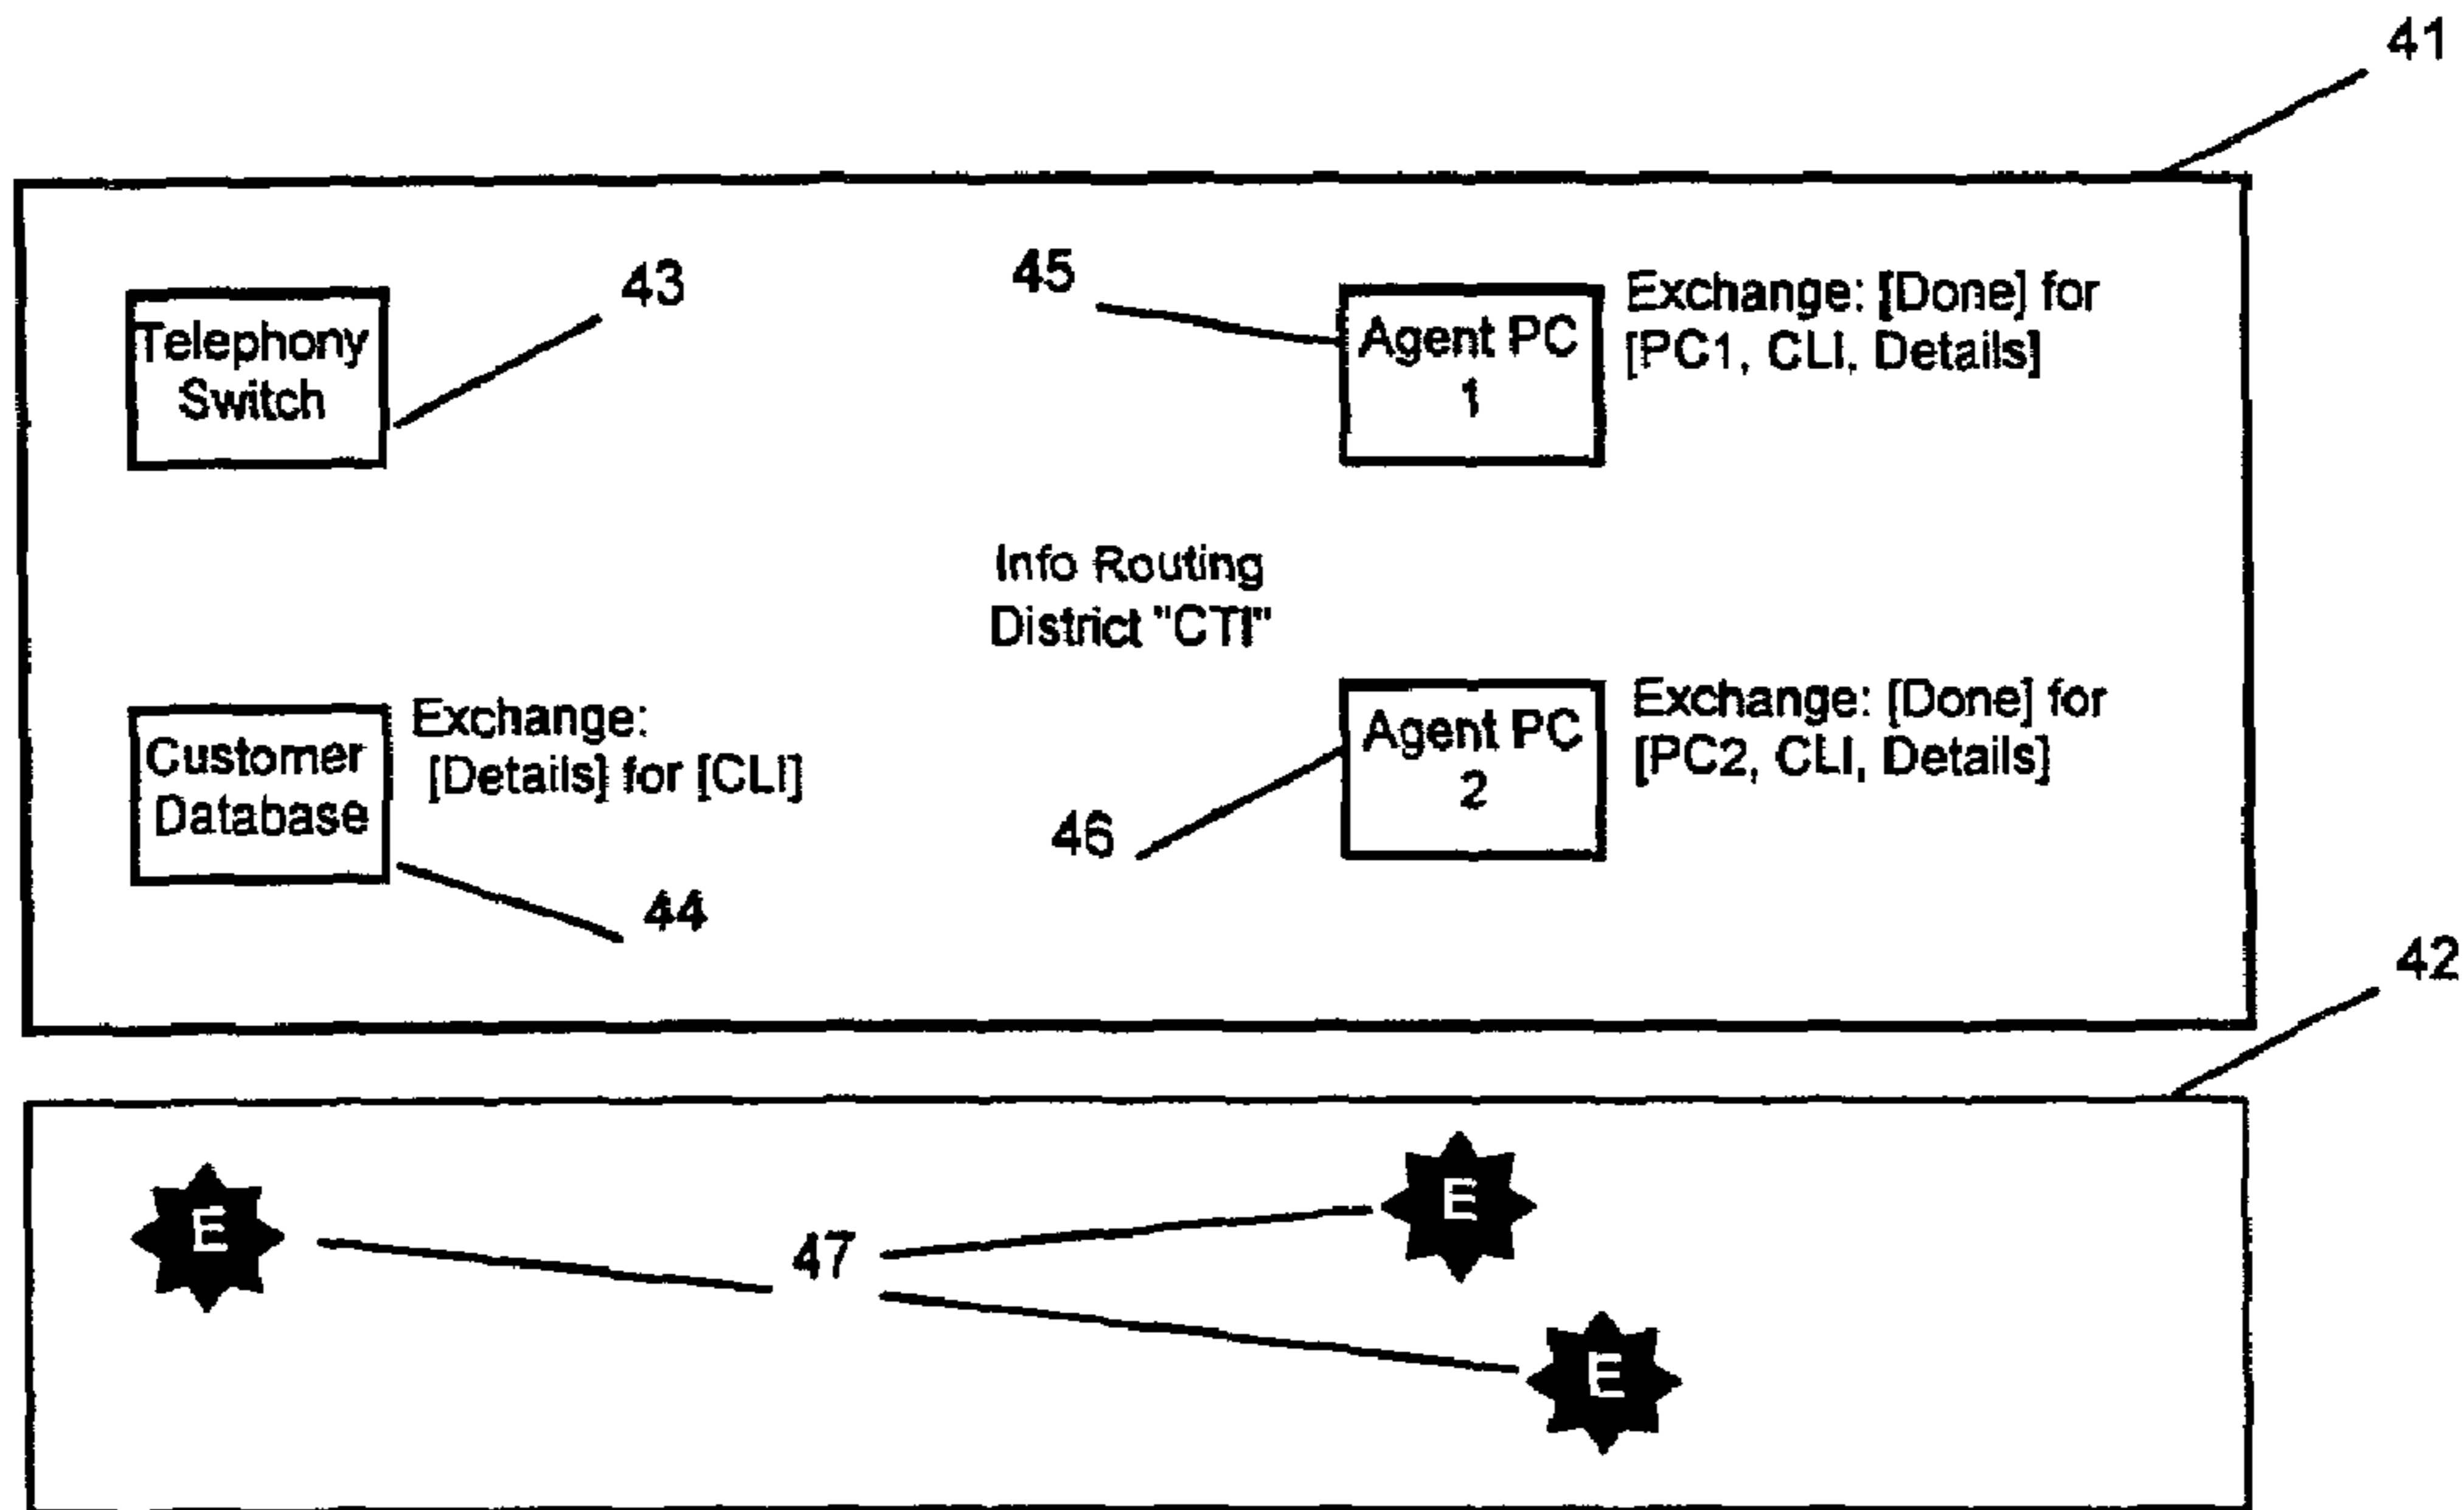 41
43
45
Telephony
Switch
Agent PC
1
Exchange: [Done] for
[PC1, CLI, Details]
Info Routing
District "CTI"
Customer
Database
Exchange:
[Details] for [CLI]
Agent PC
2
Exchange: [Done] for
[PC2, CLI, Details]
46
44
42
E
E
47
E